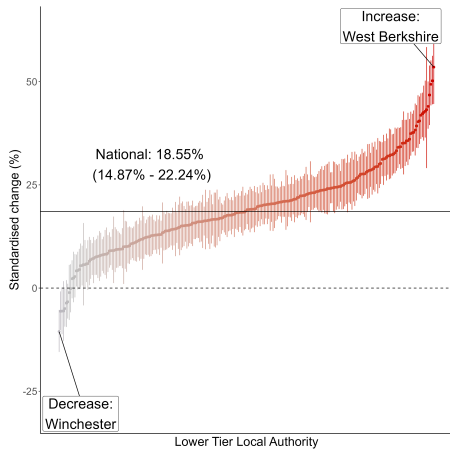 Increase:
West Berkshire
National: 18.55%
(14.87% - 22.24%)
Standardised change (%)
50
25
0
-25
Decrease:
Winchester
Lower Tier Local Authority